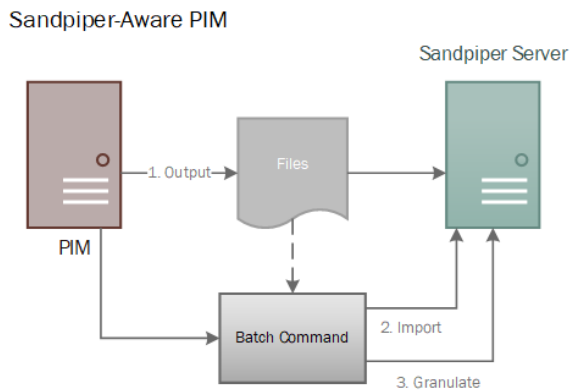 Sandpiper-Aware PIM
Sandpiper Server
1. Output
Files
PIM
Batch Command
2. Import
3. Granulate